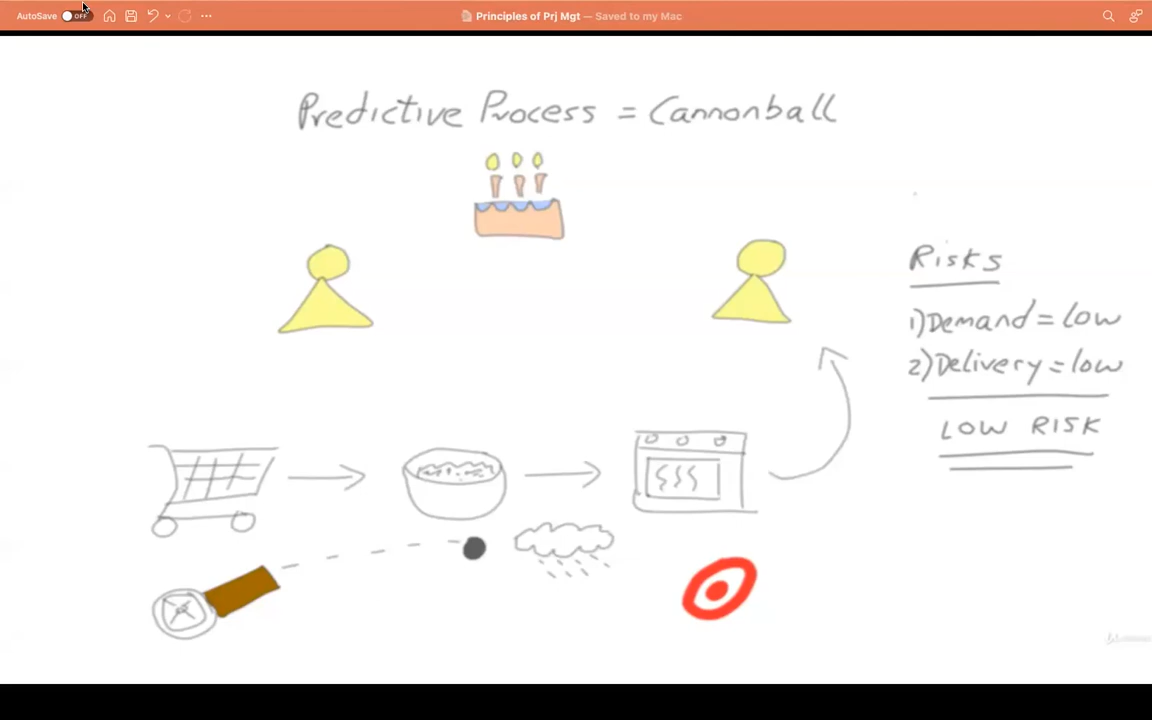 AutoSave OFF
Principles of Prj Mgt — Saved to my Mac
Predictive Process = Cannonball
Risks
1) Demand = low
2) Delivery = low
LOW RISK